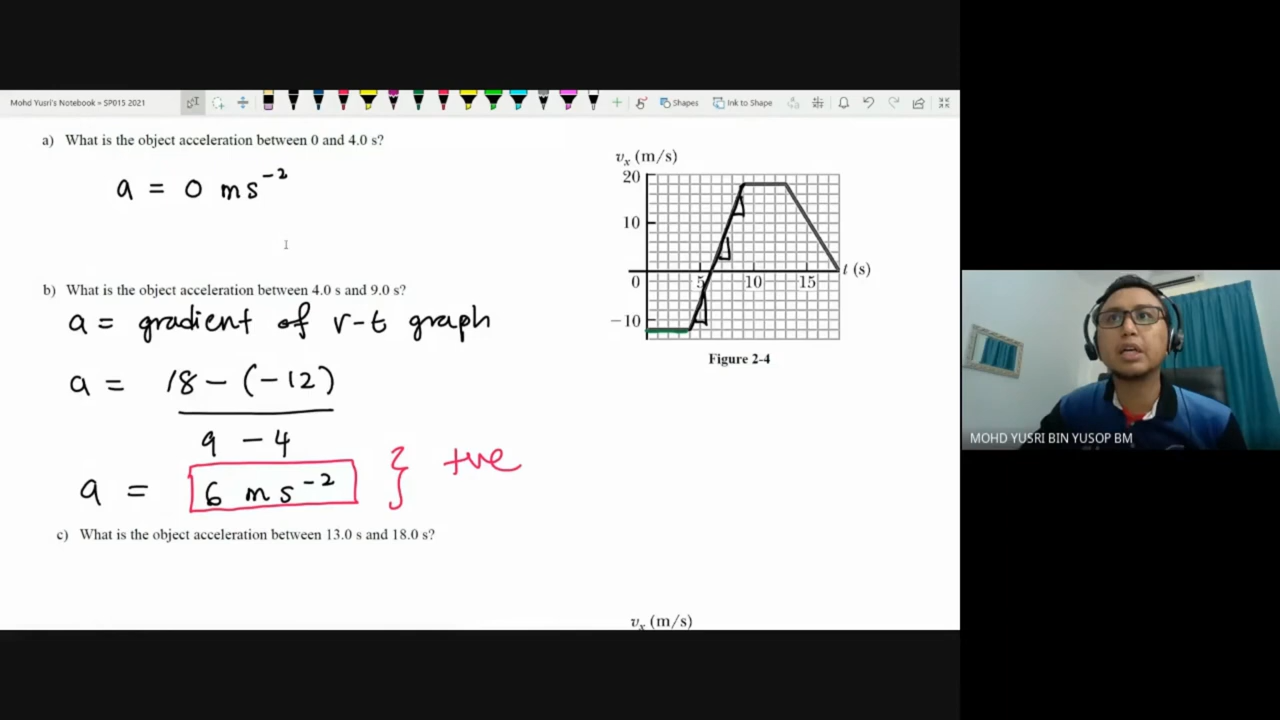 Mohd Yusri's Notebook » SP015 2021
Shapes
Ink to Shape
a) What is the object acceleration between 0 and 4.0 s?
a = 0 ms⁻²
b) What is the object acceleration between 4.0 s and 9.0 s?
a = gradient of v-t graph
a = 18 - (-12)
9 - 4
a = 6 ms⁻²
+ve
c) What is the object acceleration between 13.0 s and 18.0 s?
vₓ (m/s)
20
10
t (s)
0
5
10
15
−10
Figure 2-4
vₓ (m/s)
MOHD YUSRI BIN YUSOP BM